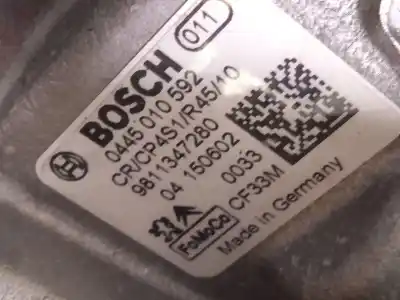 BOSCH 011
0445 010 592
CR/CP4S1/R45/10
9811347280
04 150602 0033
FoMoCo CF33M
Made in Germany